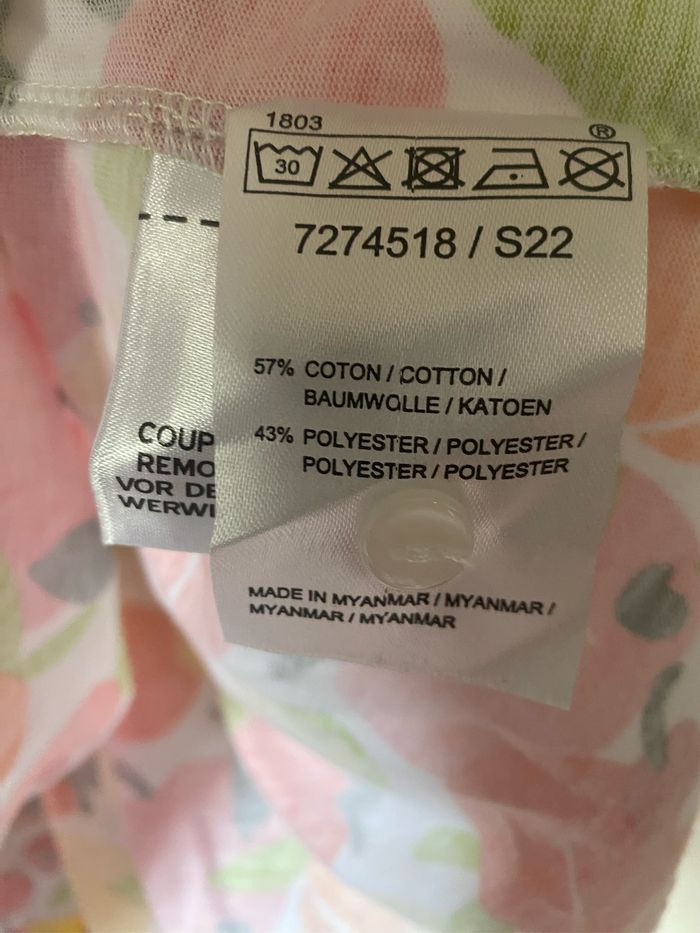 1803
®
30
7274518 / S22
57% COTON / COTTON /
BAUMWOLLE / KATOEN
43% POLYESTER / POLYESTER /
POLYESTER / POLYESTER
MADE IN MYANMAR / MYANMAR /
MYANMAR / MYANMAR
COUP
REMO
VOR DE
WERWI